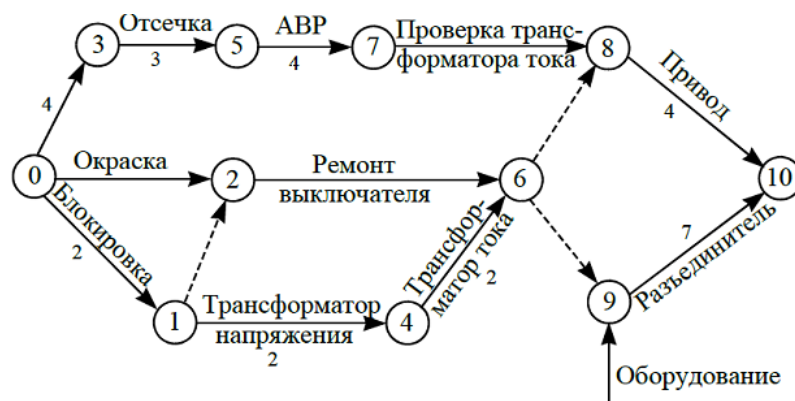 Отсечка
АВР
Проверка транс-
форматора тока
3
5
7
8
3
4
4
Привод
4
Окраска
Ремонт
выключателя
0
2
6
10
Блокировка
2
Трансфор-
матор тока
2
7
Разъединитель
Трансформатор
напряжения
2
1
4
9
Оборудование